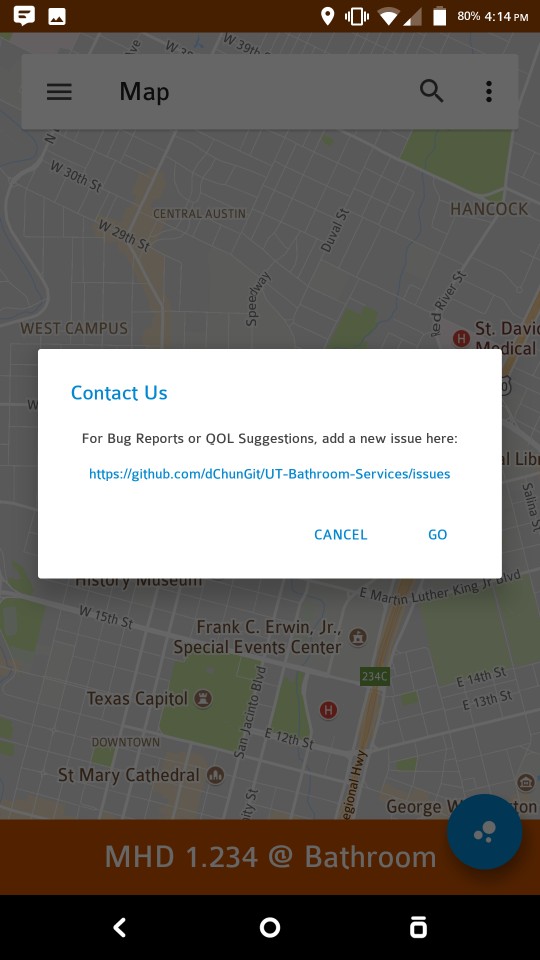 80% 4:14 PM
W 39th St
Map
W 30th St
CENTRAL AUSTIN
HANCOCK
W 29th St
Duval St
Speedway
Red River St
WEST CAMPUS
St. Davi
Medical
Contact Us
For Bug Reports or QOL Suggestions, add a new issue here:
https://github.com/dChunGit/UT-Bathroom-Services/issues
CANCEL GO
Salina S
History Museum
E Martin Luther King Jr Blvd
W 15th St
Frank C. Erwin, Jr.,
Special Events Center
234C
E 14th St
Texas Capitol
E 13th St
San Jacinto Blvd
H
DOWNTOWN
E 12th St
St Mary Cathedral
egional Hwy
George W
ton
MHD 1.234 @ Bathroom